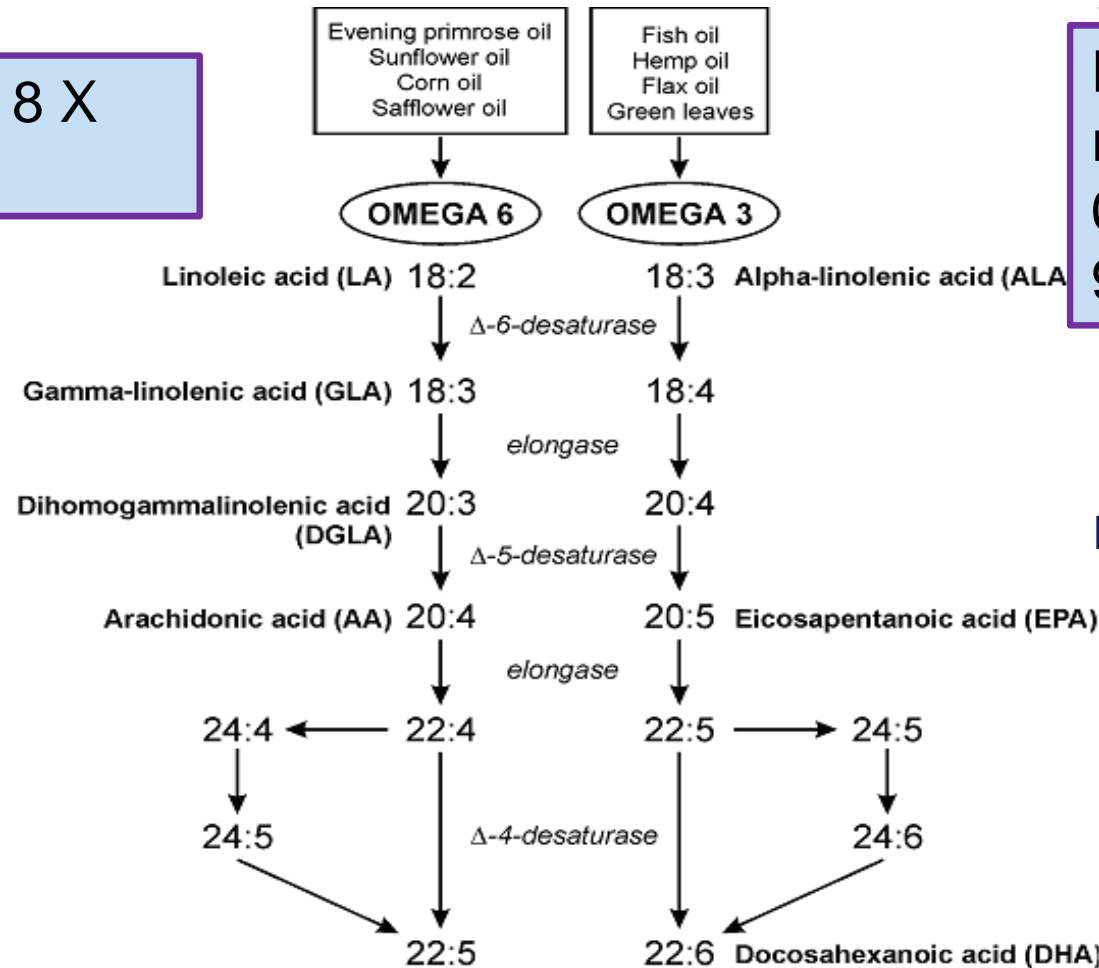 8 X
Evening primrose oil
Sunflower oil
Corn oil
Safflower oil
Fish oil
Hemp oil
Flax oil
Green leaves
OMEGA 6
OMEGA 3
Linoleic acid (LA) 18:2
18:3 Alpha-linolenic acid (ALA
Δ-6-desaturase
Gamma-linolenic acid (GLA) 18:3
18:4
elongase
Dihomogammalinolenic acid 20:3
(DGLA)
20:4
Δ-5-desaturase
Arachidonic acid (AA) 20:4
20:5 Eicosapentanoic acid (EPA)
elongase
24:4
22:4
22:5
24:5
24:5
Δ-4-desaturase
24:6
22:5
22:6 Docosahexanoic acid (DHA)